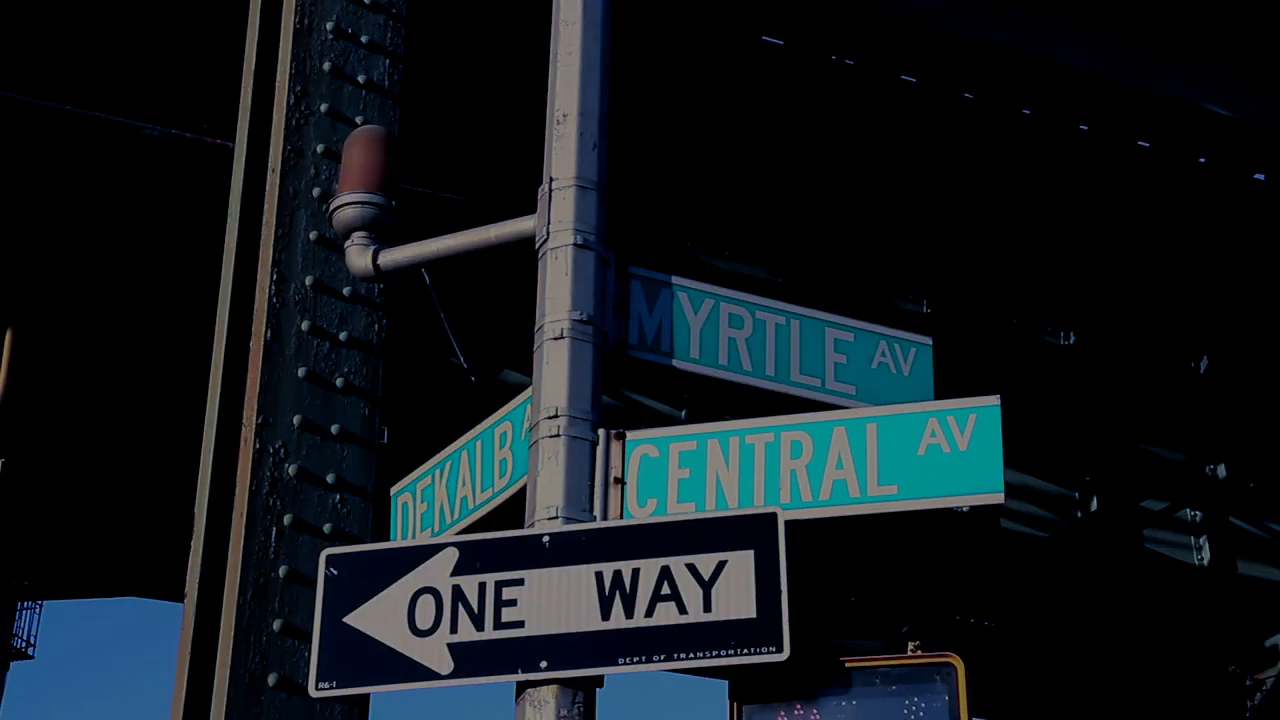 MYRTLE AV
DEKALB A
CENTRAL AV
ONE WAY
DEPT OF TRANSPORTATION
R6-1